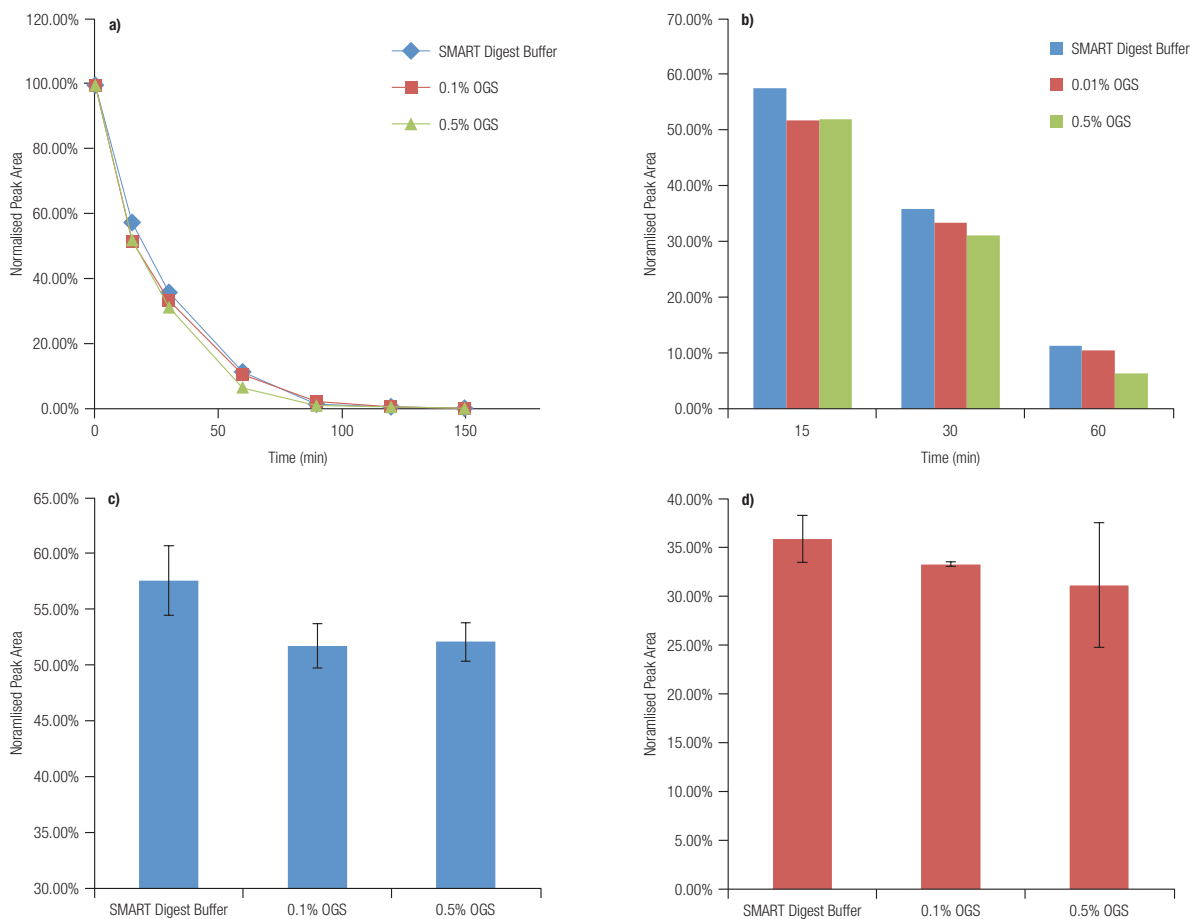 a)
120.00%
100.00%
80.00%
60.00%
40.00%
20.00%
0.00%
Normalised Peak Area
0
50
100
150
Time (min)
SMART Digest Buffer
0.1% OGS
0.5% OGS
b)
70.00%
60.00%
50.00%
40.00%
30.00%
20.00%
10.00%
0.00%
Noramlised Peak Area
15
30
60
Time (min)
SMART Digest Buffer
0.01% OGS
0.5% OGS
c)
65.00%
60.00%
55.00%
50.00%
45.00%
40.00%
35.00%
30.00%
Noramlised Peak Area
SMART Digest Buffer
0.1% OGS
0.5% OGS
d)
40.00%
35.00%
30.00%
25.00%
20.00%
15.00%
10.00%
5.00%
0.00%
Noramlised Peak Area
SMART Digest Buffer
0.1% OGS
0.5% OGS